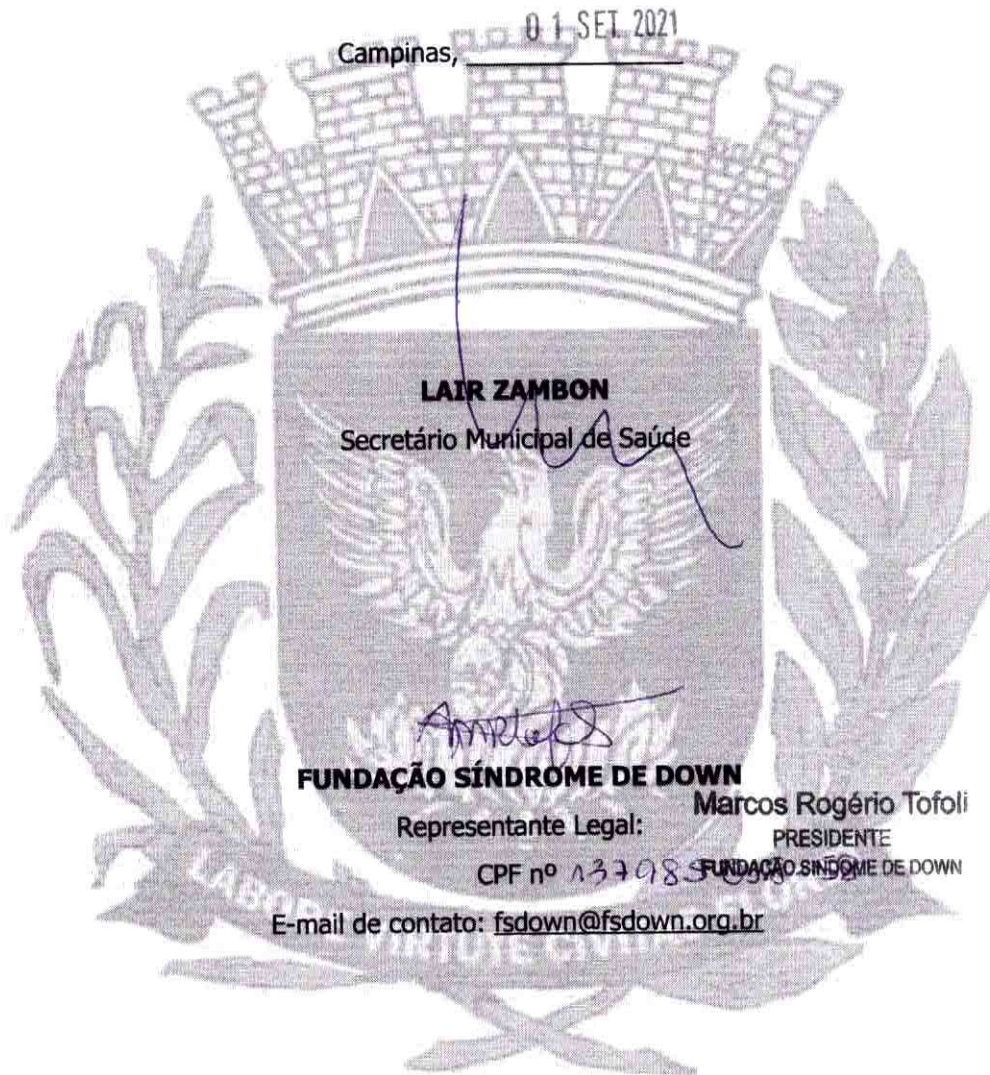 01 SET. 2021
Campinas,
LAIR ZAMBON
Secretário Municipal de Saúde
FUNDAÇÃO SÍNDROME DE DOWN
Marcos Rogério Tofoli
Representante Legal:
PRESIDENTE
CPF nº
FUNDAÇÃO SINDOME DE DOWN
E-mail de contato: fsdown@fsdown.org.br